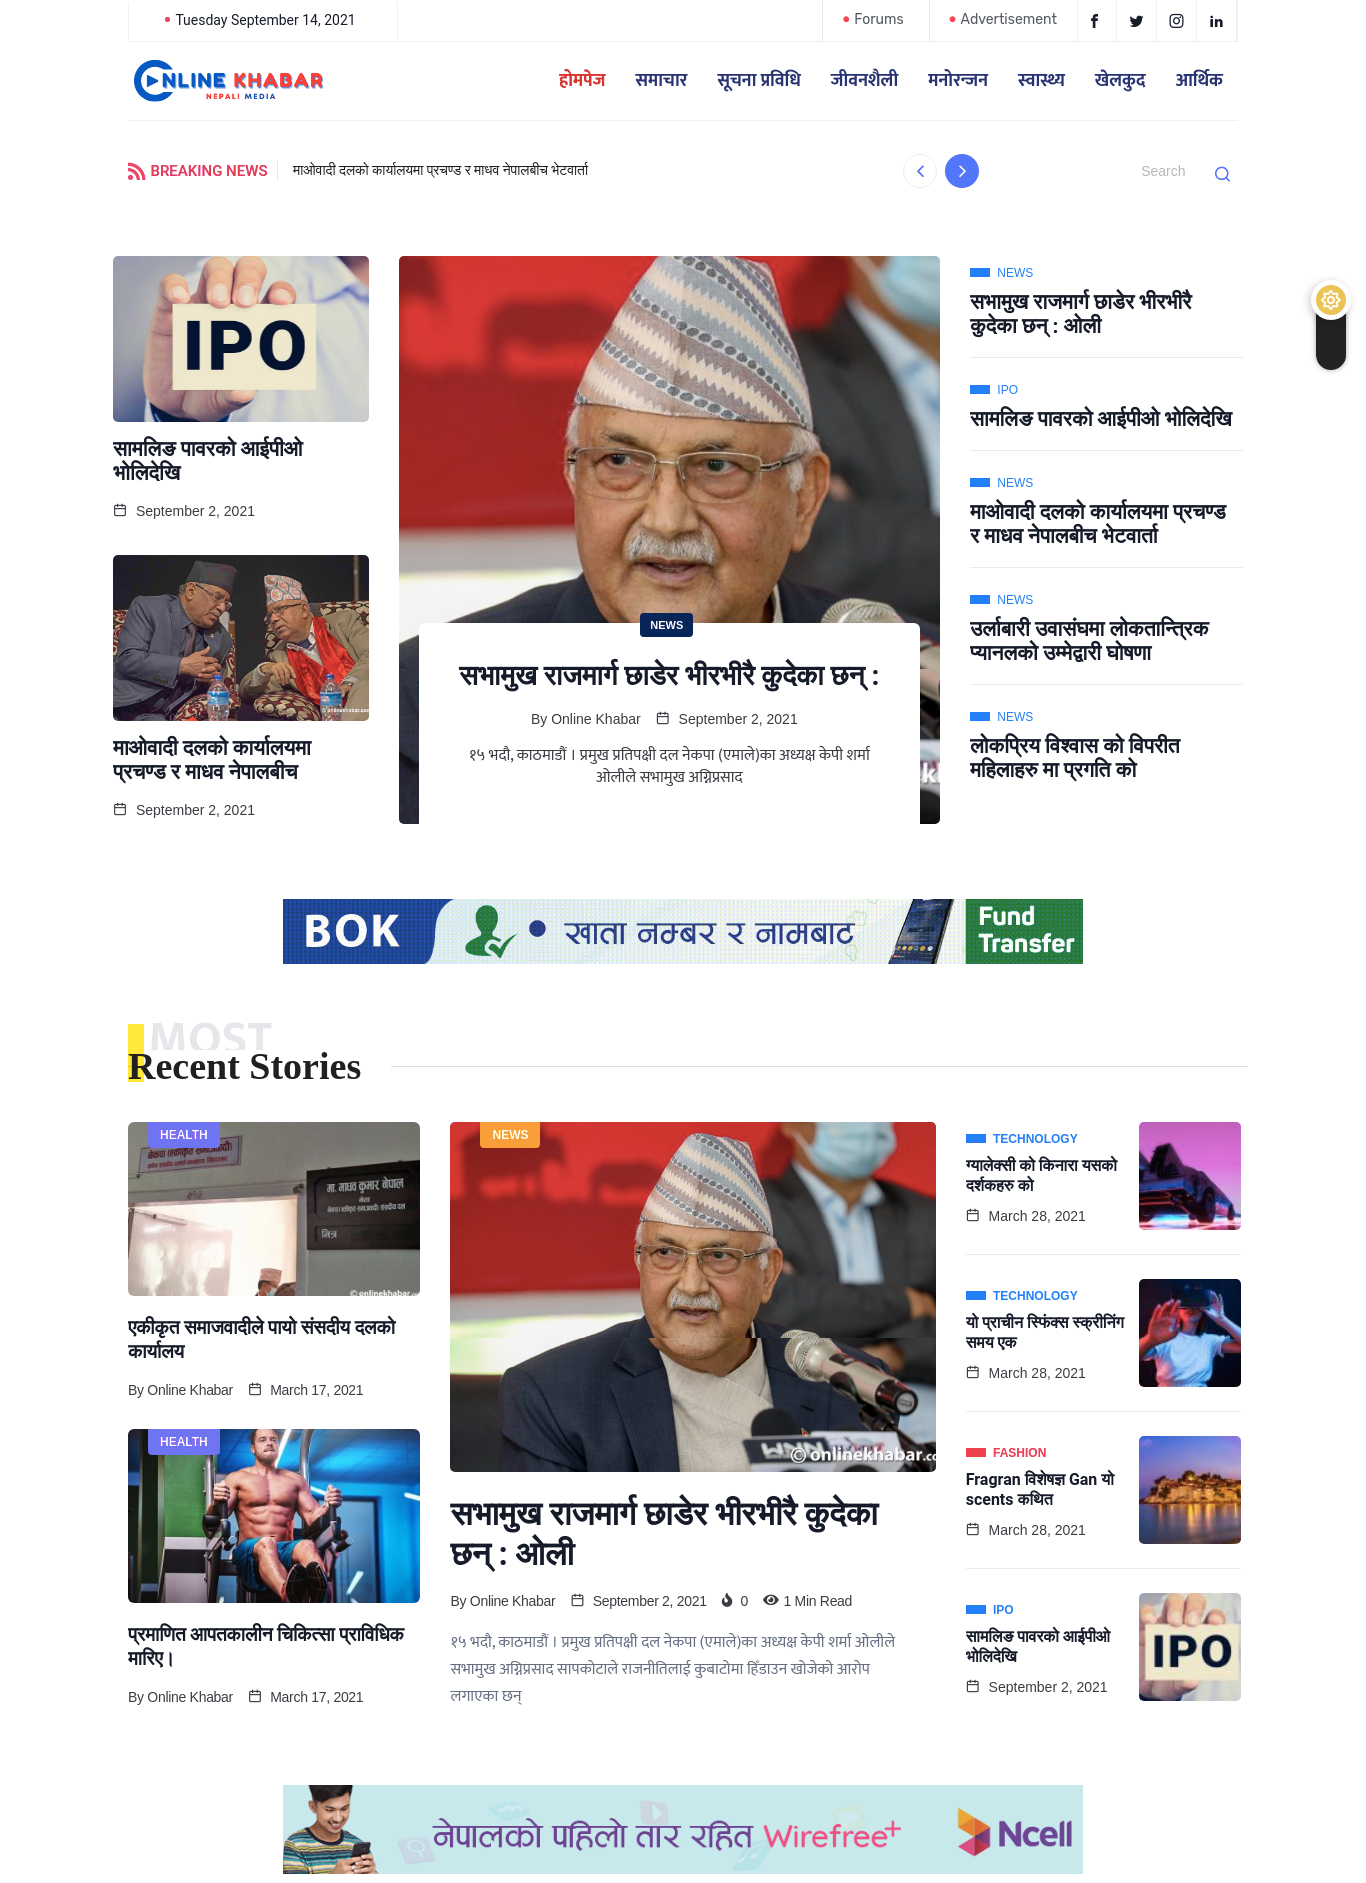 Tuesday September 14, 2021
Forums
Advertisement
ONLINE KHABAR
NEPALI MEDIA
होमपेज
समाचार
सूचना प्रविधि
जीवनशैली
मनोरन्जन
स्वास्थ्य
खेलकुद
आर्थिक
BREAKING NEWS
माओवादी दलको कार्यालयमा प्रचण्ड र माधव नेपालबीच भेटवार्ता
Search
IPO
सामलिङ पावरको आईपीओ
भोलिदेखि
September 2, 2021
© onlinekhabar.com
माओवादी दलको कार्यालयमा
प्रचण्ड र माधव नेपालबीच
September 2, 2021
NEWS
सभामुख राजमार्ग छाडेर भीरभीरै कुदेका छन् :
By Online Khabar
September 2, 2021
१५ भदौ, काठमाडौं । प्रमुख प्रतिपक्षी दल नेकपा (एमाले)का अध्यक्ष केपी शर्मा
ओलीले सभामुख अग्निप्रसाद
NEWS
सभामुख राजमार्ग छाडेर भीरभीरै
कुदेका छन् : ओली
IPO
सामलिङ पावरको आईपीओ भोलिदेखि
NEWS
माओवादी दलको कार्यालयमा प्रचण्ड
र माधव नेपालबीच भेटवार्ता
NEWS
उर्लाबारी उवासंघमा लोकतान्त्रिक
प्यानलको उम्मेद्वारी घोषणा
NEWS
लोकप्रिय विश्वास को विपरीत
महिलाहरु मा प्रगति को
BOK
खाता नम्बर र नामबाट
Fund
Transfer
MOST
Recent Stories
HEALTH
मा. माधव कुमार नेपाल
नेता
© onlinekhabar.com
एकीकृत समाजवादीले पायो संसदीय दलको
कार्यालय
By Online Khabar
March 17, 2021
HEALTH
प्रमाणित आपतकालीन चिकित्सा प्राविधिक
मारिए।
By Online Khabar
March 17, 2021
NEWS
© onlinekhabar.co
सभामुख राजमार्ग छाडेर भीरभीरै कुदेका
छन् : ओली
By Online Khabar
September 2, 2021
0
1 Min Read
१५ भदौ, काठमाडौं । प्रमुख प्रतिपक्षी दल नेकपा (एमाले)का अध्यक्ष केपी शर्मा ओलीले
सभामुख अग्निप्रसाद सापकोटाले राजनीतिलाई कुबाटोमा हिँडाउन खोजेको आरोप
लगाएका छन्
TECHNOLOGY
ग्यालेक्सी को किनारा यसको
दर्शकहरु को
March 28, 2021
TECHNOLOGY
यो प्राचीन स्फिंक्स स्क्रीनिंग
समय एक
March 28, 2021
FASHION
Fragran विशेषज्ञ Gan यो
scents कथित
March 28, 2021
IPO
सामलिङ पावरको आईपीओ
भोलिदेखि
September 2, 2021
IPO
नेपालको पहिलो तार रहित Wirefree+
Ncell